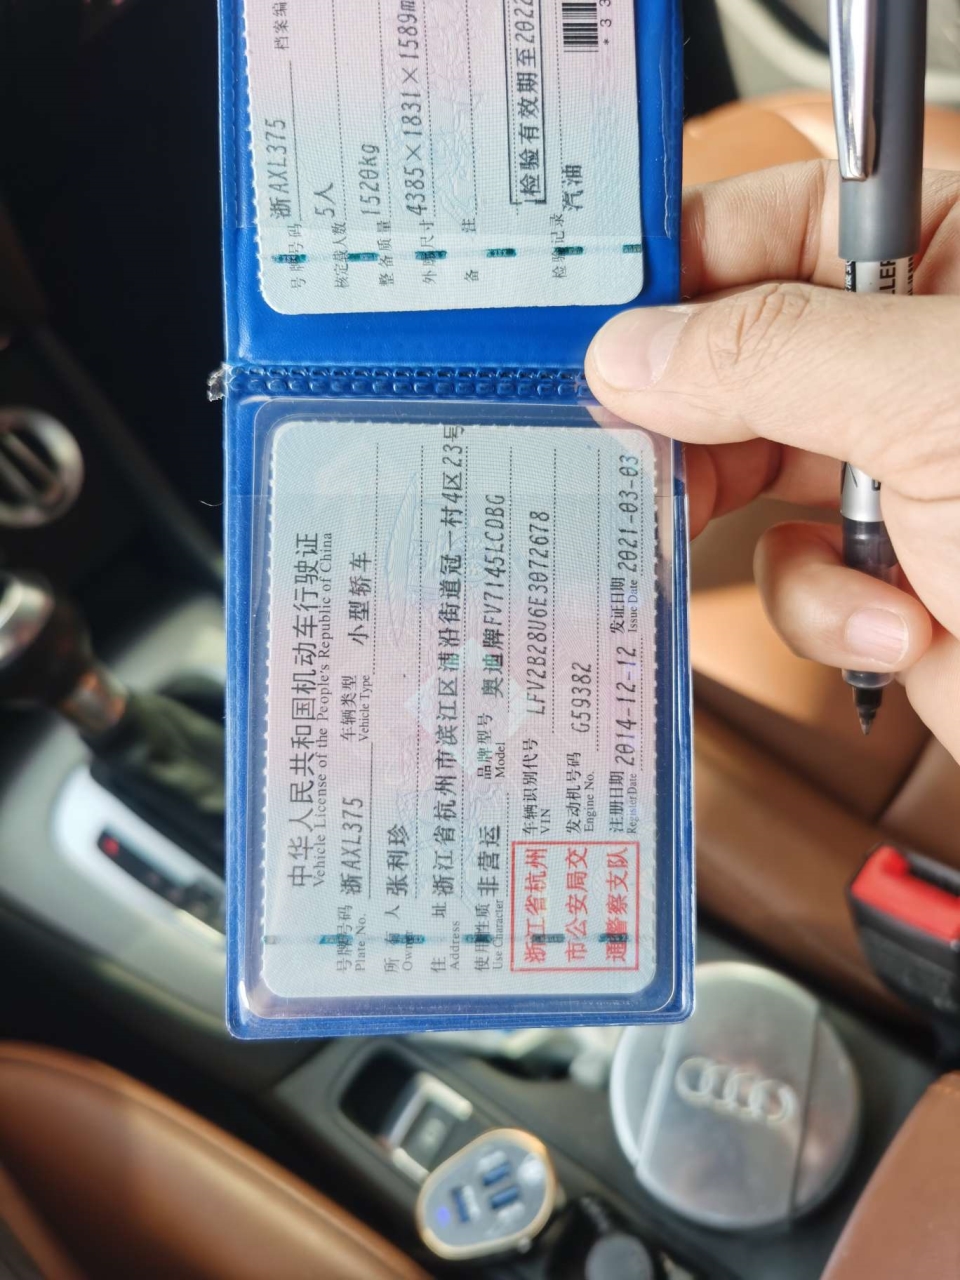 中华人民共和国机动车行驶证
Vehicle License of the People's Republic of China
号牌号码 浙AXL375 车辆类型 小型轿车
Plate No. Vehicle Type
所有人 张利珍
Owner
住址 浙江省杭州市滨江区浦沿街道冠一村4区23号
Address
使用性质 非营运 品牌型号 奥迪牌FV7145LCDBG
Use Character Model
浙江省杭州
市公安局交
通警察支队
车辆识别代号 LFV2B28U6E3072678
VIN
发动机号码 G59382
Engine No.
注册日期 2014-12-12 发证日期 2021-03-03
Register Date Issue Date
号牌号码 浙AXL375 档案编
核定载人数 5人
整备质量 1520kg
外廓尺寸 4385×1831×1589m
备注
检验有效期至2022
检验记录 汽油
*33